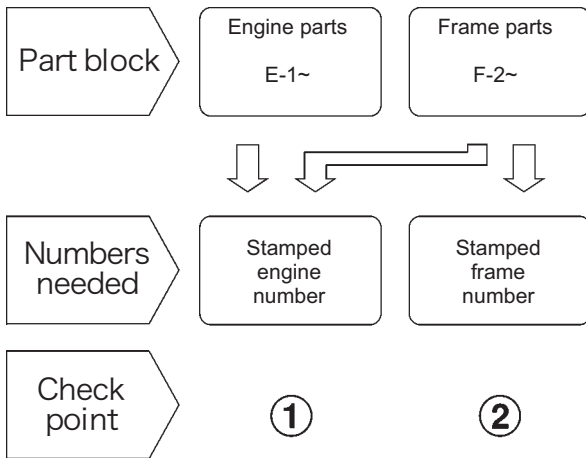 Part block
Engine parts
E-1~
Frame parts
F-2~
Numbers
needed
Stamped
engine
number
Stamped
frame
number
Check
point
①
②